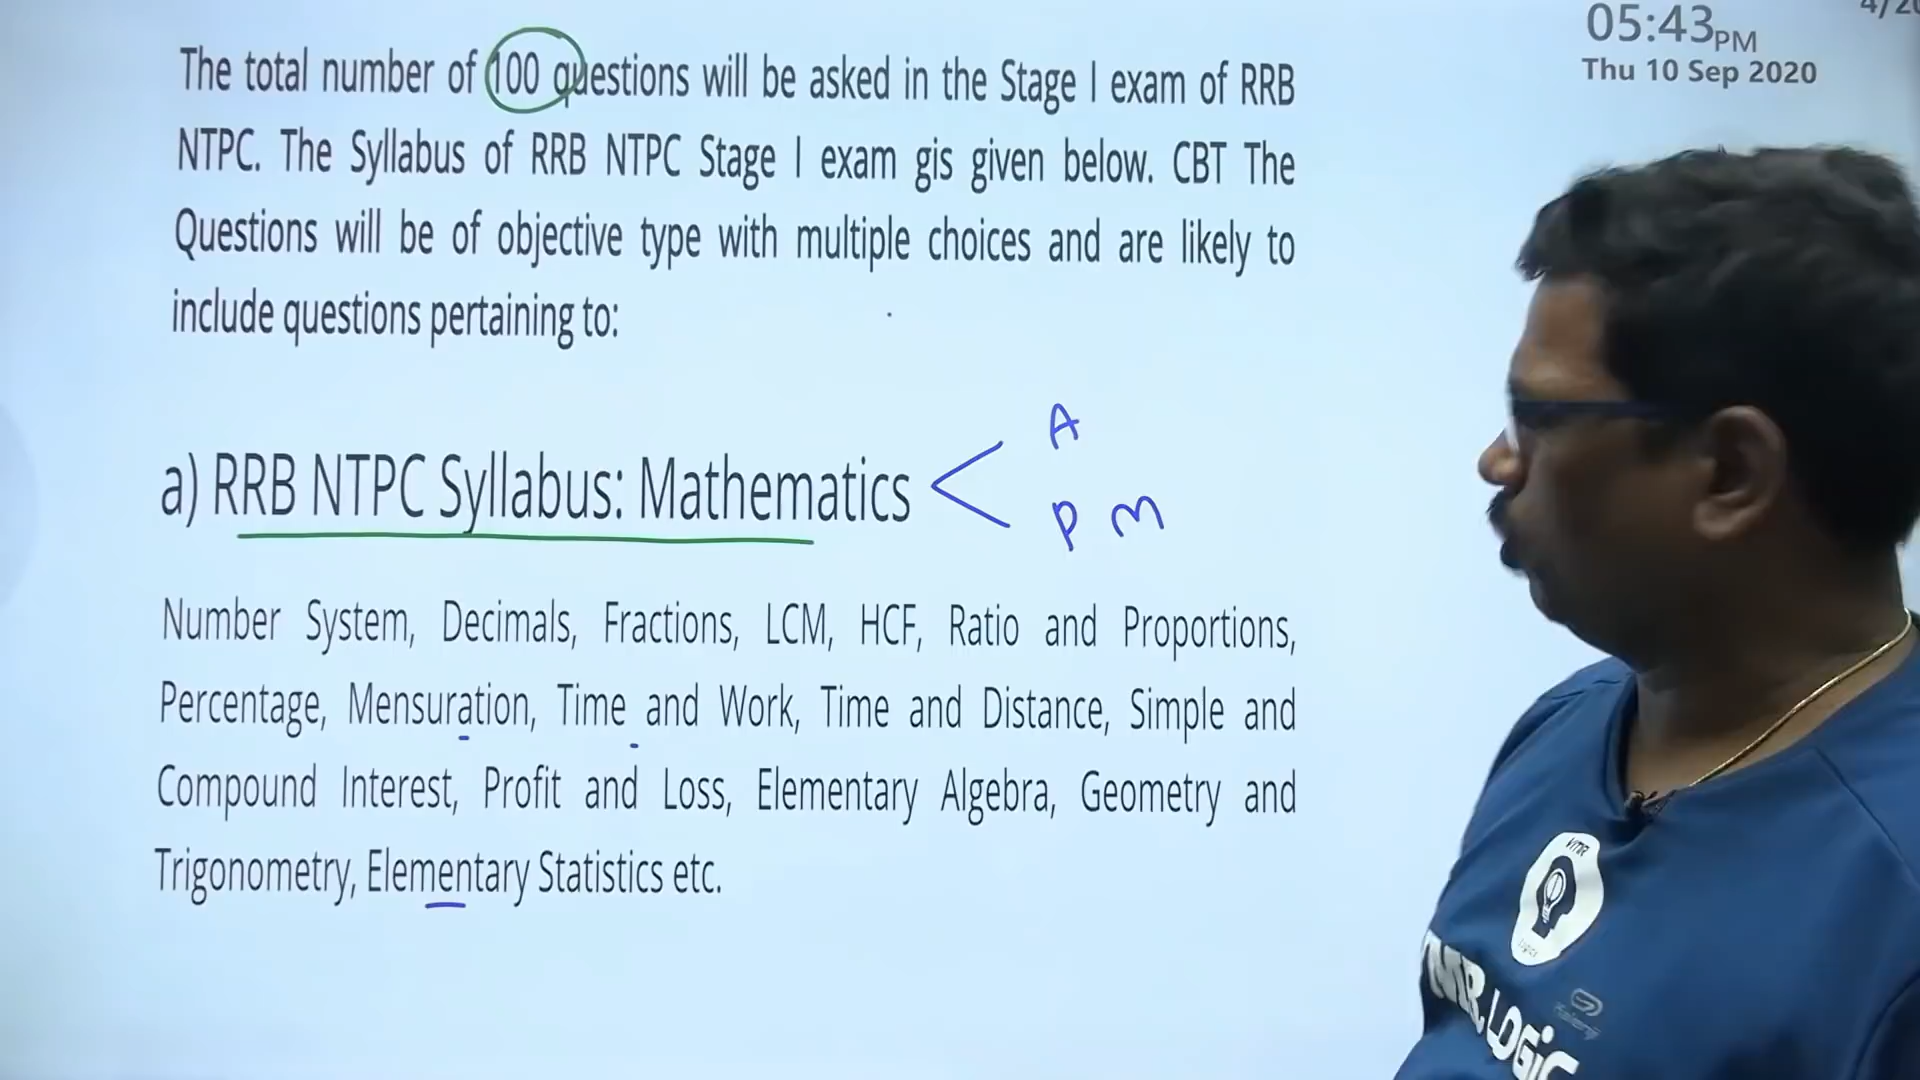 05:43PM
Thu 10 Sep 2020
The total number of 100 questions will be asked in the Stage I exam of RRB
NTPC. The Syllabus of RRB NTPC Stage I exam gis given below. CBT The
Questions will be of objective type with multiple choices and are likely to
include questions pertaining to:
A
a) RRB NTPC Syllabus: Mathematics
P M
Number System, Decimals, Fractions, LCM, HCF, Ratio and Proportions,
Percentage, Mensuration, Time and Work, Time and Distance, Simple and
Compound Interest, Profit and Loss, Elementary Algebra, Geometry and
Trigonometry, Elementary Statistics etc.
VMR
Logics
LOGIC